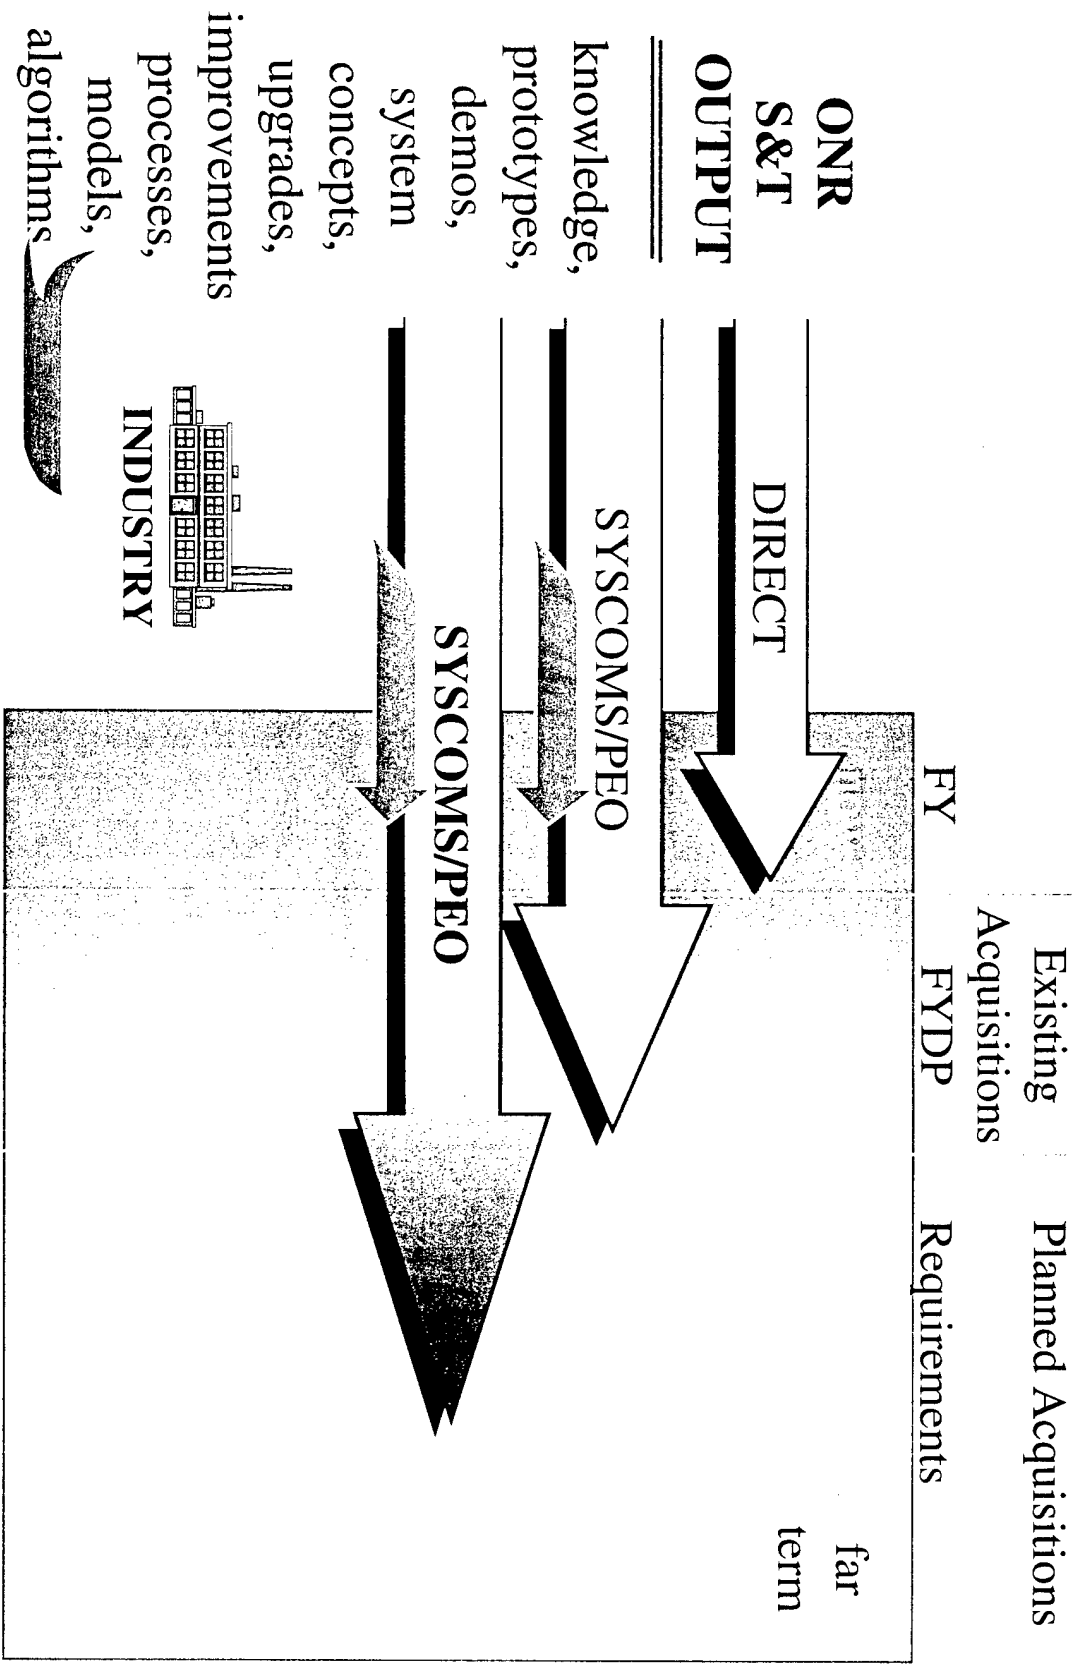 Existing
Acquisitions
Planned Acquisitions
FY
FYDP
Requirements
ONR
S&T
OUTPUT
knowledge,
prototypes,
demos,
system
concepts,
upgrades,
improvements
processes,
models,
algorithms
DIRECT
SYSCOMS/PEO
SYSCOMS/PEO
INDUSTRY
far
term